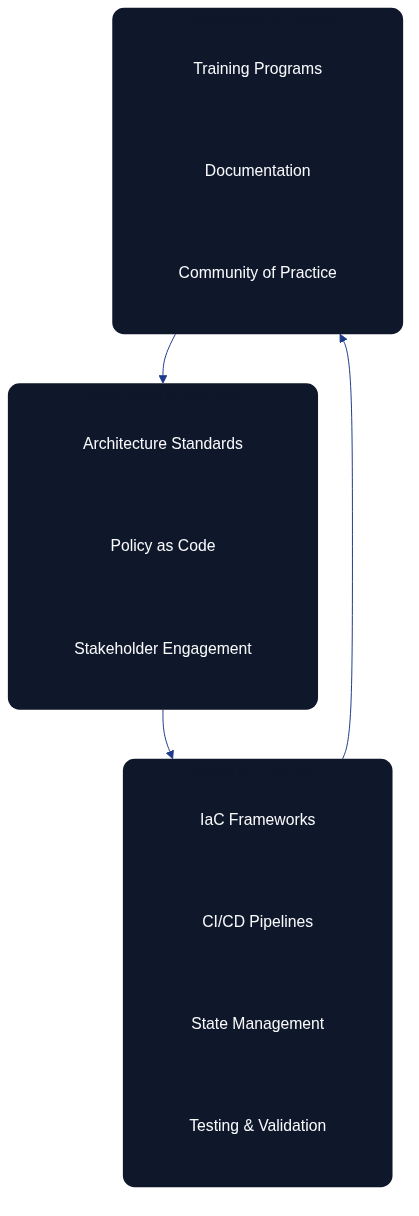 Training Programs
Documentation
Community of Practice
Architecture Standards
Policy as Code
Stakeholder Engagement
IaC Frameworks
CI/CD Pipelines
State Management
Testing & Validation